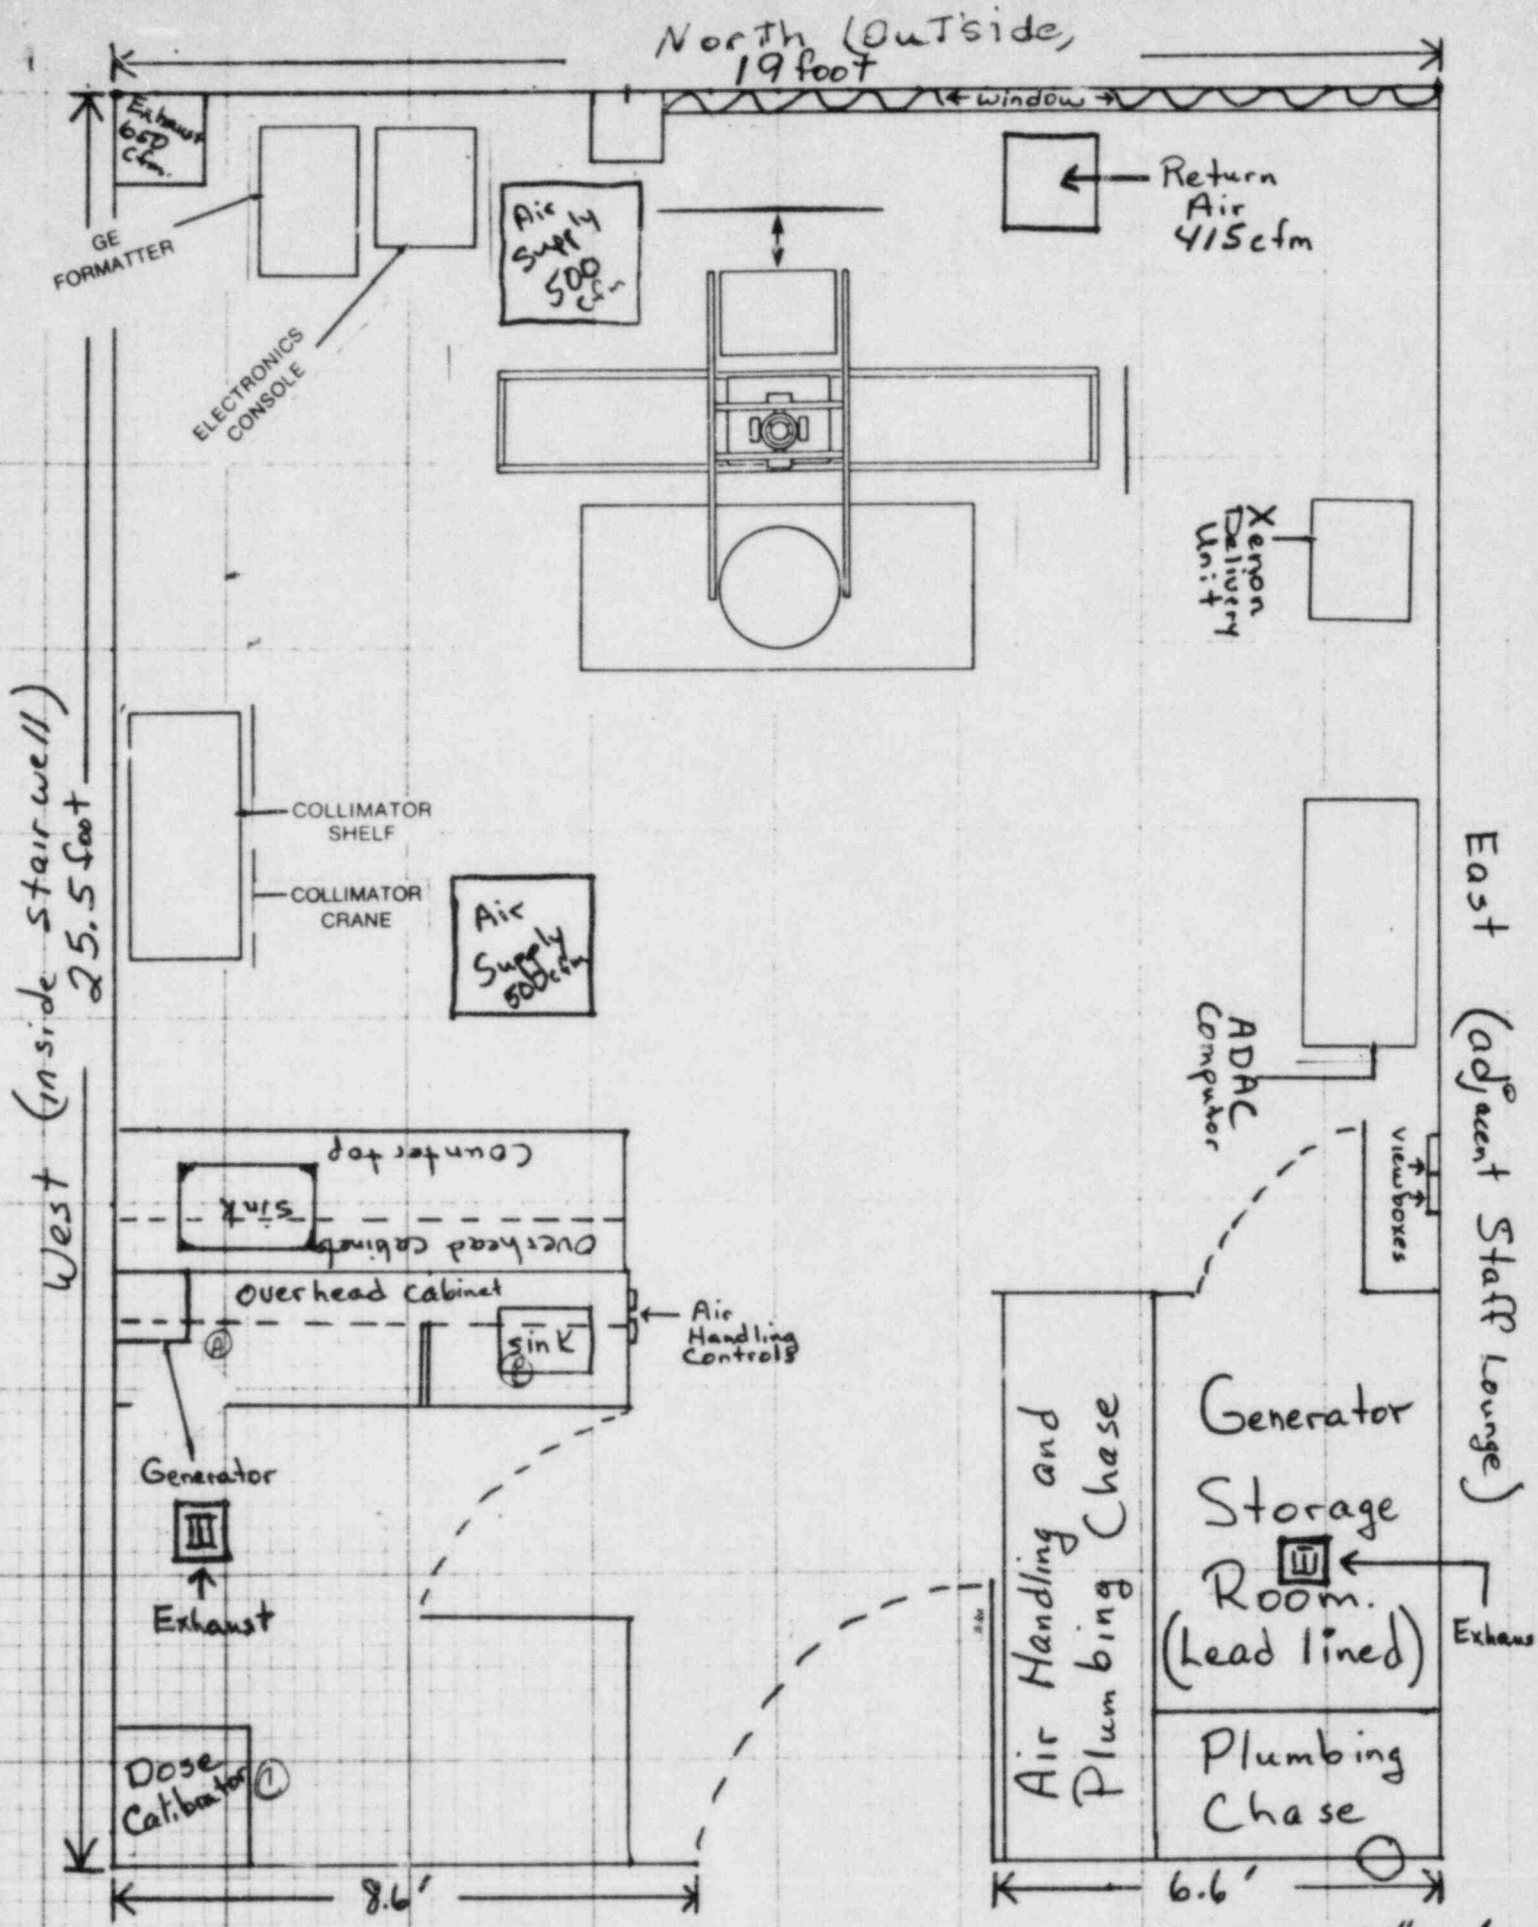 North (Outside,
19 foot
window
Exhaust
650
cfm.
GE
FORMATTER
ELECTRONICS
CONSOLE
Air
Supply
500
cfm
Return
Air
415cfm
Xenon
Delivery
Unit
West (inside stairwell)
25.5 foot
COLLIMATOR
SHELF
COLLIMATOR
CRANE
Air
Supply
500cfm
ADAC
Computor
East (adjacent Staff Lounge)
viewboxes
Counter top
sink
Overhead cabinets
Overhead cabinet
A
sink
Air
Handling
Controls
Generator
Exhaust
Air Handling and
Plumbing Chase
Generator
Storage
Room.
(Lead lined)
Exhaus
Dose
Calibrator
1
Plumbing
Chase
8.6'
6.6'